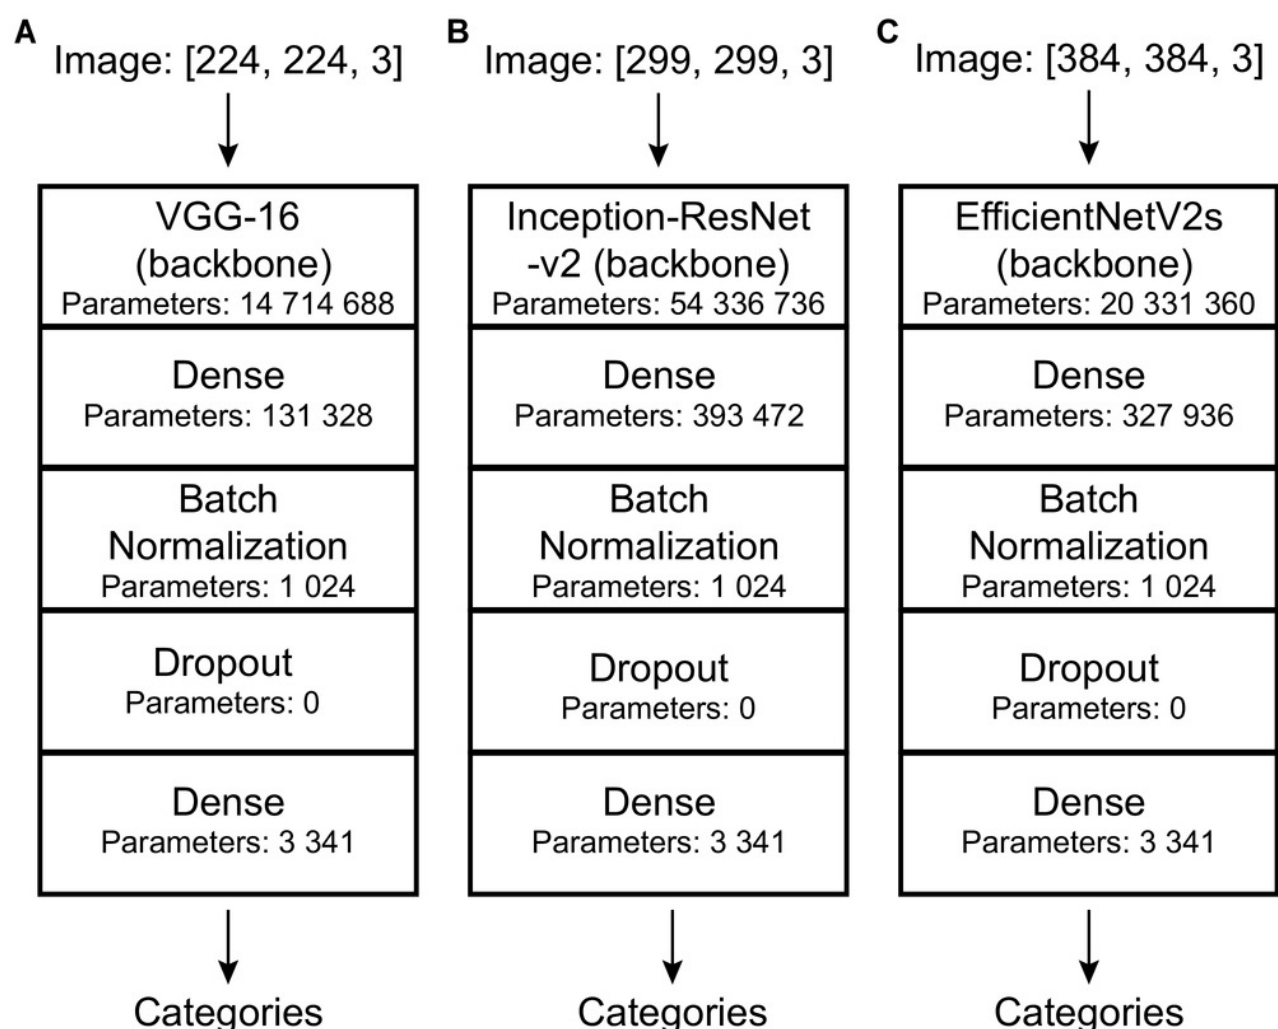 A
Image: [224, 224, 3]
VGG-16
(backbone)
Parameters: 14 714 688
Dense
Parameters: 131 328
Batch
Normalization
Parameters: 1 024
Dropout
Parameters: 0
Dense
Parameters: 3 341
Categories
B
Image: [299, 299, 3]
Inception-ResNet
-v2 (backbone)
Parameters: 54 336 736
Dense
Parameters: 393 472
Batch
Normalization
Parameters: 1 024
Dropout
Parameters: 0
Dense
Parameters: 3 341
Categories
C
Image: [384, 384, 3]
EfficientNetV2s
(backbone)
Parameters: 20 331 360
Dense
Parameters: 327 936
Batch
Normalization
Parameters: 1 024
Dropout
Parameters: 0
Dense
Parameters: 3 341
Categories